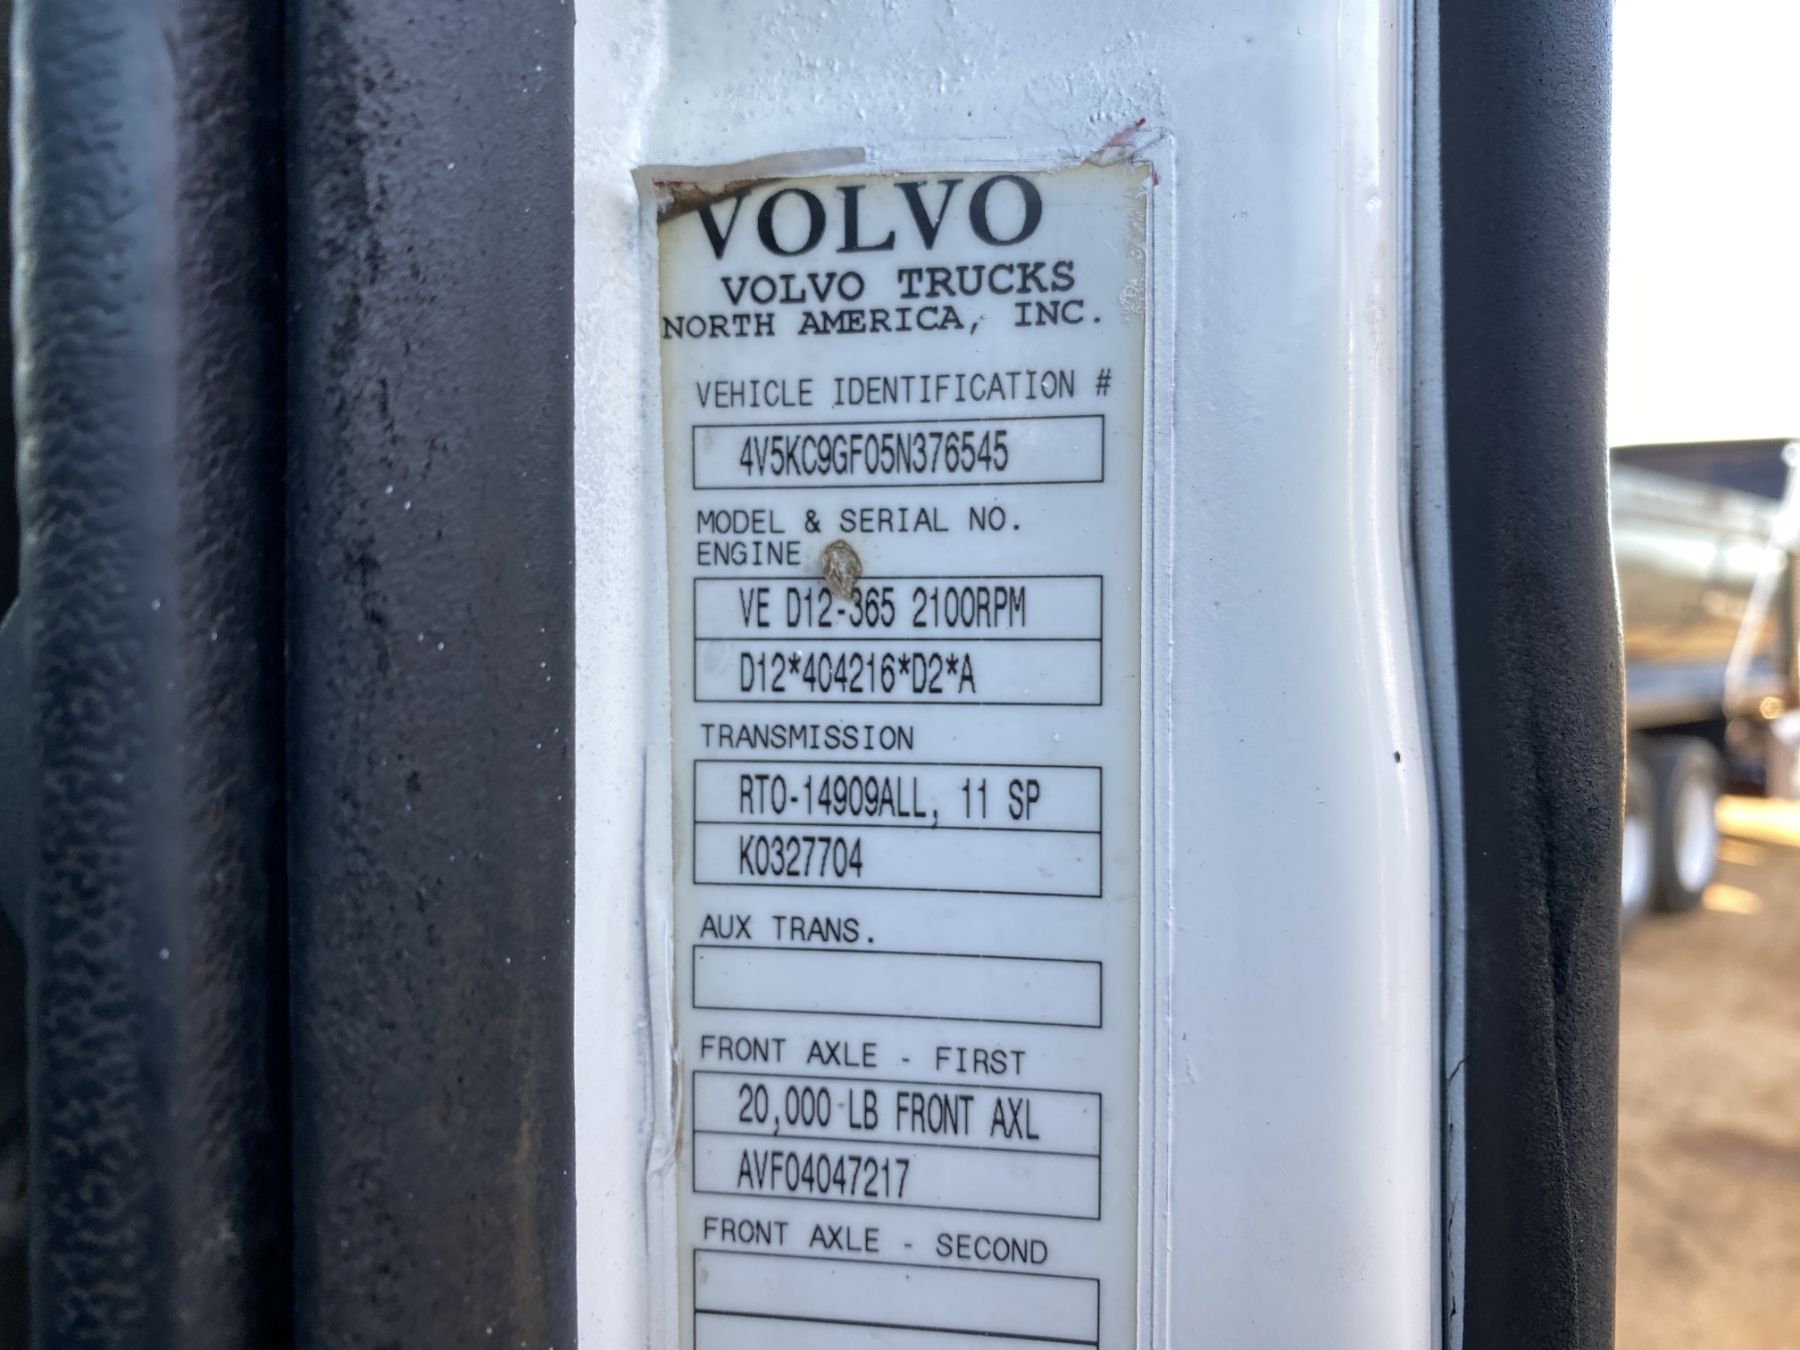 VOLVO
VOLVO TRUCKS
NORTH AMERICA, INC.
VEHICLE IDENTIFICATION #
4V5KC9GF05N376545
MODEL & SERIAL NO.
ENGINE
VE D12-365 2100RPM
D12*404216*D2*A
TRANSMISSION
RTO-14909ALL, 11 SP
K0327704
AUX TRANS.
FRONT AXLE - FIRST
20,000-LB FRONT AXL
AVF04047217
FRONT AXLE - SECOND